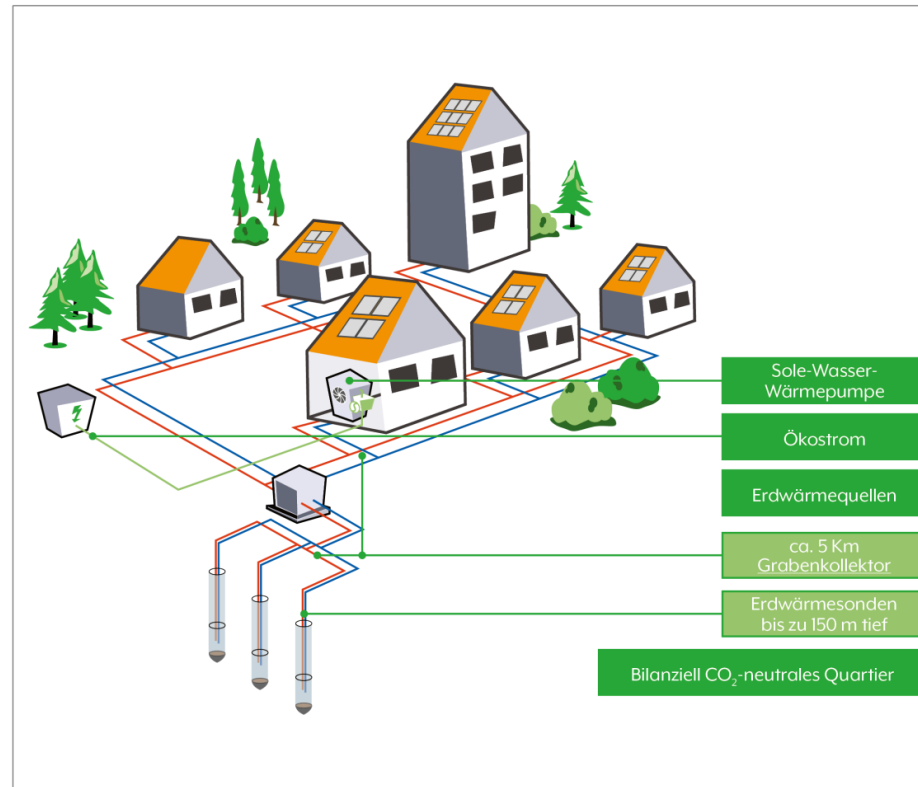 Sole-Wasser-
Wärmepumpe
Ökostrom
Erdwärmequellen
ca. 5 Km
Grabenkollektor
Erdwärmesonden
bis zu 150 m tief
Bilanziell CO₂-neutrales Quartier